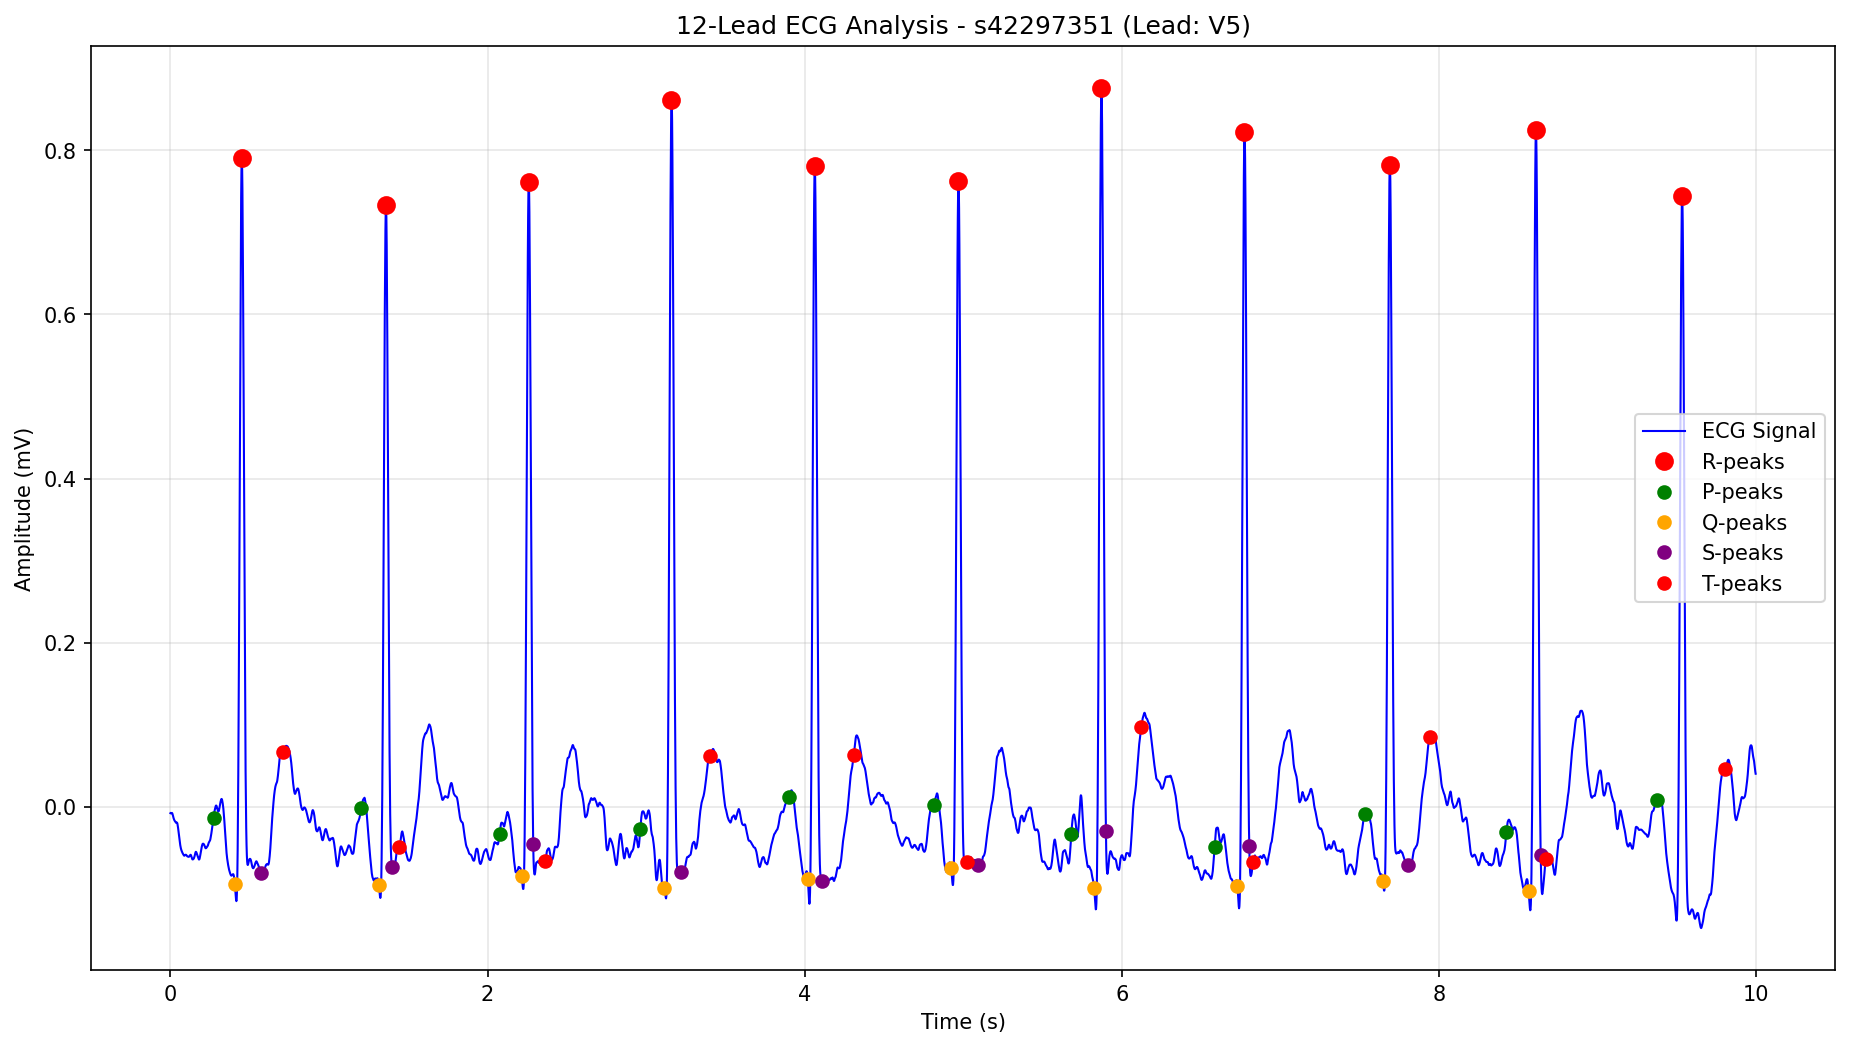 12-Lead ECG Analysis - s42297351 (Lead: V5)
Amplitude (mV)
0.8
0.6
0.4
0.2
0.0
ECG Signal
R-peaks
P-peaks
Q-peaks
S-peaks
T-peaks
0 2 4 6 8 10
Time (s)